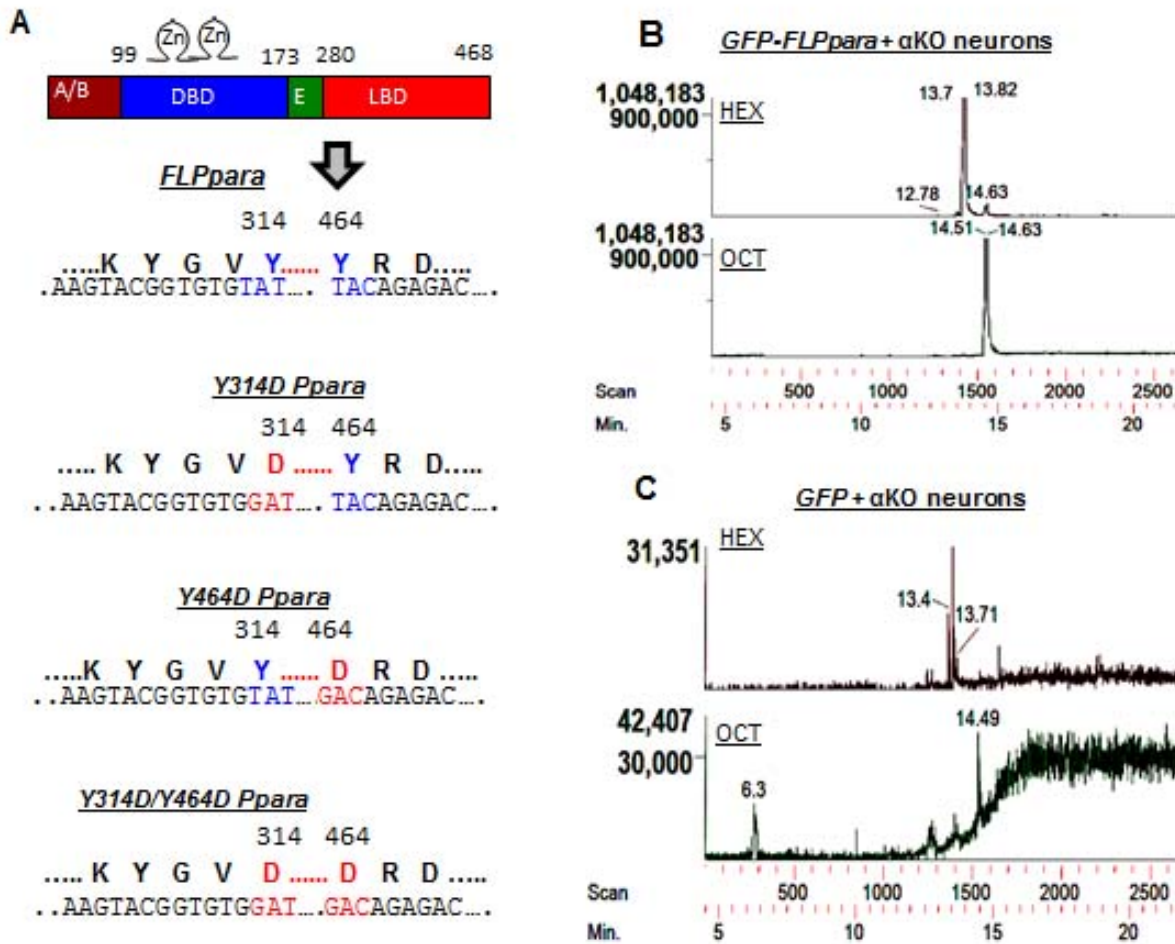 A
Zn Zn
99 173 280 468
A/B DBD E LBD
FLPpara
314 464
.....K Y G V Y...... Y R D.....
.AAGTACGGTGTGTAT.... TACAGAGAC....
Y314D Ppara
314 464
..... K Y G V D ...... Y R D.....
..AAGTACGGTGTGGAT.... TACAGAGAC....
Y464D Ppara
314 464
..... K Y G V Y ...... D R D.....
..AAGTACGGTGTGTAT....GACAGAGAC....
Y314D/Y464D Ppara
314 464
..... K Y G V D ...... D R D.....
..AAGTACGGTGTGGAT....GACAGAGAC....
B
GFP-FLPpara + αKO neurons
1,048,183
900,000
HEX
13.7 13.82
12.78 14.63
1,048,183
900,000
OCT
14.51 14.63
Scan 500 1000 1500 2000 2500
Min. 5 10 15 20
C
GFP + αKO neurons
31,351
HEX
13.4
13.71
42,407
30,000
OCT
14.49
6.3
Scan 500 1000 1500 2000 2500
Min. 5 10 15 20